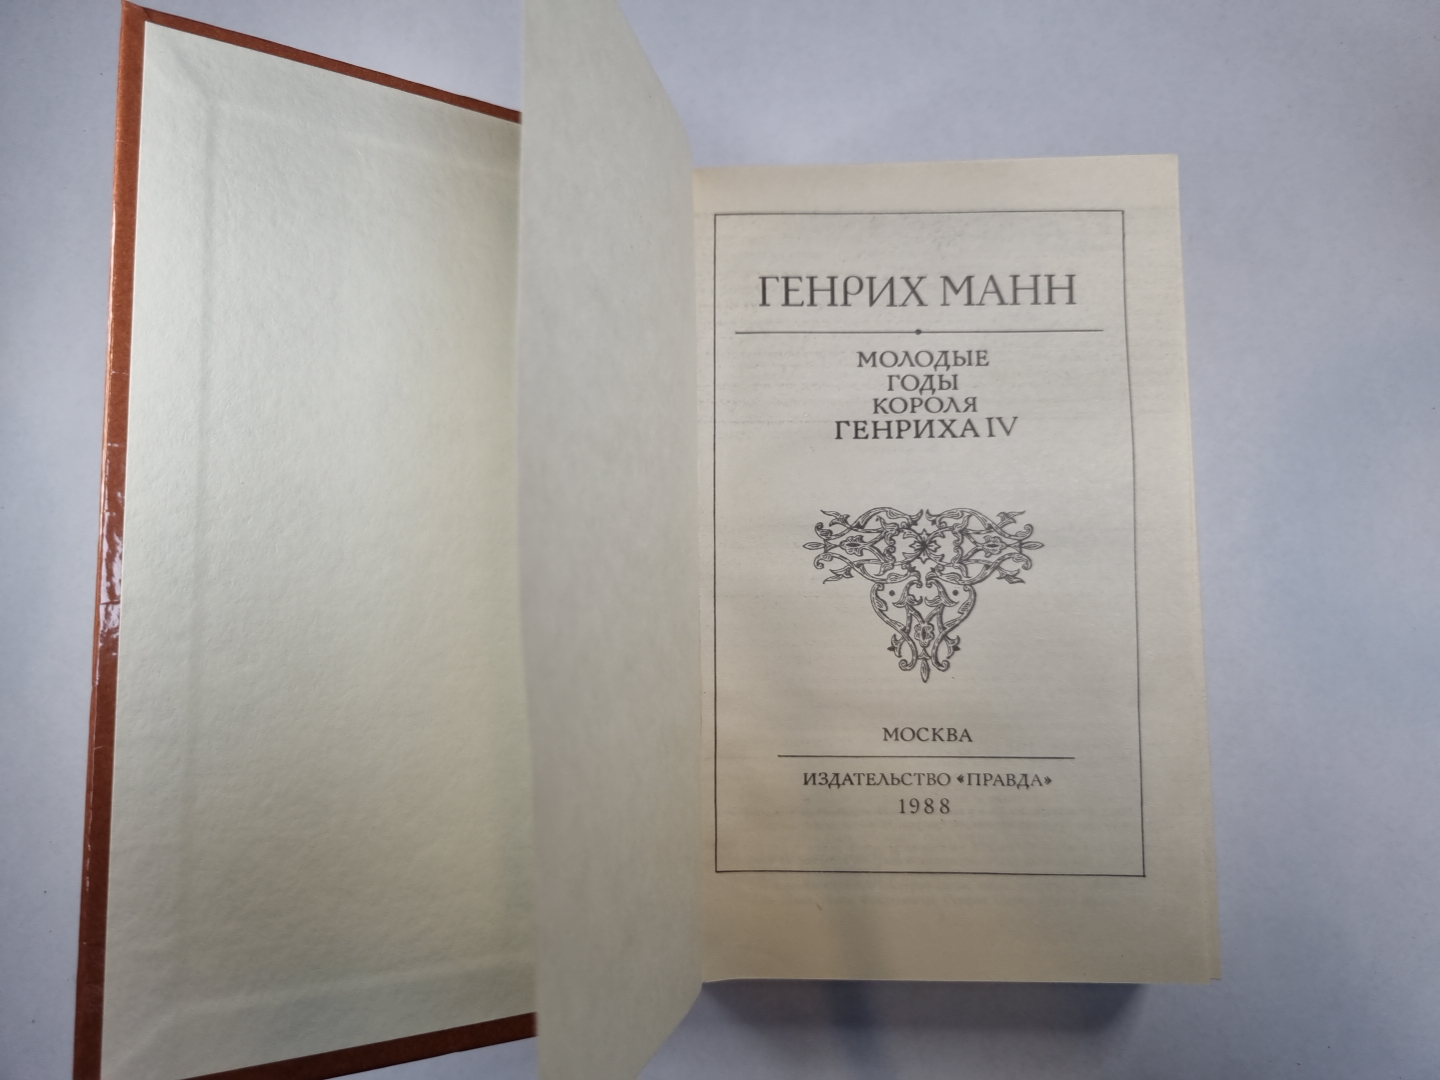 ГЕНРИХ МАНН
МОЛОДЫЕ
ГОДЫ
КОРОЛЯ
ГЕНРИХА IV
МОСКВА
ИЗДАТЕЛЬСТВО «ПРАВДА»
1988